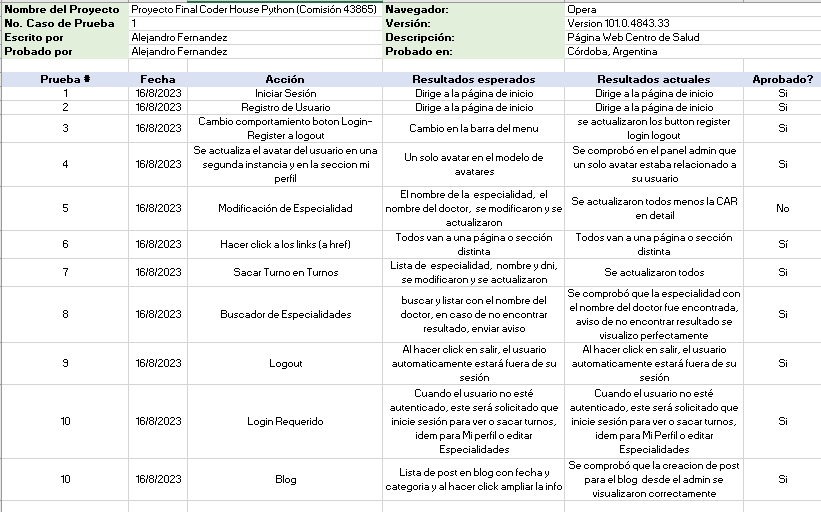 Nombre del Proyecto Proyecto Final Coder House Python (Comisión 43865) Navegador: Opera
No. Caso de Prueba 1 Versión: Version 101.0.4843.33
Escrito por Alejandro Fernandez Descripción: Página Web Centro de Salud
Probado por Alejandro Fernandez Probado en: Córdoba, Argentina
Prueba # Fecha Acción Resultados esperados Resultados actuales Aprobado?
1 16/8/2023 Iniciar Sesión Dirige a la página de inicio Dirige a la página de inicio Si
2 16/8/2023 Registro de Usuario Dirige a la página de inicio Dirige a la página de inicio Si
3 16/8/2023 Cambio comportamiento boton Login-
Register a logout
Cambio en la barra del menu
se actualizaron los button register
login logout
Si
4 16/8/2023 Se actualiza el avatar del usuario en una
segunda instancia y en la seccion mi
perfil
Un solo avatar en el modelo de
avatares
Se comprobó en el panel admin que
un solo avatar estaba relacionado a
su usuario
Si
5 16/8/2023 Modificación de Especialidad
El nombre de la especialidad, el
nombre del doctor, se modificaron y se
actualizaron
Se actualizaron todos menos la CAR
en detail
No
6 16/8/2023 Hacer click a los links (a href)
Todos van a una página o sección
distinta
Todos van a una página o sección
distinta
Sí
7 16/8/2023 Sacar Turno en Turnos
Lista de especialidad, nombre y dni,
se modificaron y se actualizaron
Se actualizaron todos
Si
8 16/8/2023 Buscador de Especialidades
buscar y listar con el nombre del
doctor, en caso de no encontrar
resultado, enviar aviso
Se comprobó que la especialidad con
el nombre del doctor fue encontrada,
aviso de no encontrar resultado se
visualizo perfectamente
Si
9 16/8/2023 Logout
Al hacer click en salir, el usuario
automaticamente estará fuera de su
sesión
Al hacer click en salir, el usuario
automaticamente estará fuera de su
sesión
Si
10 16/8/2023 Login Requerido
Cuando el usuario no esté
autenticado, este será solicitado que
inicie sesión para ver o sacar turnos,
idem para Mi perfil o editar
Especialidades
Cuando el usuario no esté
autenticado, este será solicitado que
inicie sesión para ver o sacar turnos,
idem para Mi Perfil o editar
Especialidades
Si
10 16/8/2023 Blog
Lista de post en blog con fecha y
categoria y al hacer click ampliar la info
Se comprobó que la creacion de post
para el blog desde el admin se
visualizaron correctamente
Si